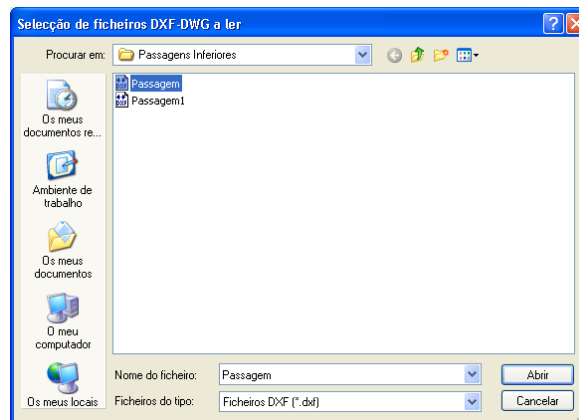 Selecção de ficheiros DXF-DWG a ler
Procurar em: Passagens Inferiores
Passagem
Passagem1
Os meus
documentos re...
Ambiente de
trabalho
Os meus
documentos
O meu
computador
Os meus locais
Nome do ficheiro: Passagem Abrir
Ficheiros do tipo: Ficheiros DXF (*.dxf) Cancelar